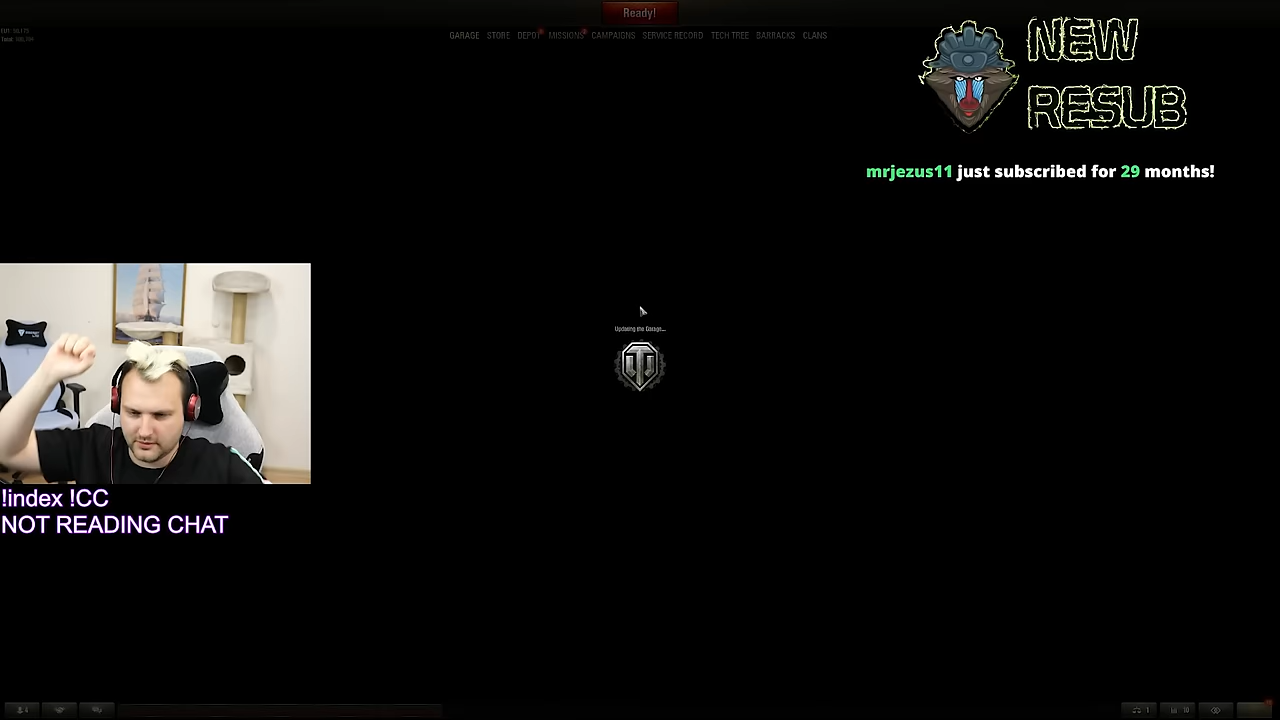 Ready!
GARAGE STORE DEPOT MISSIONS CAMPAIGNS SERVICE RECORD TECH TREE BARRACKS CLANS
NEW
RESUB
mrjezus11 just subscribed for 29 months!
Updating the Garage...
!index !CC
NOT READING CHAT